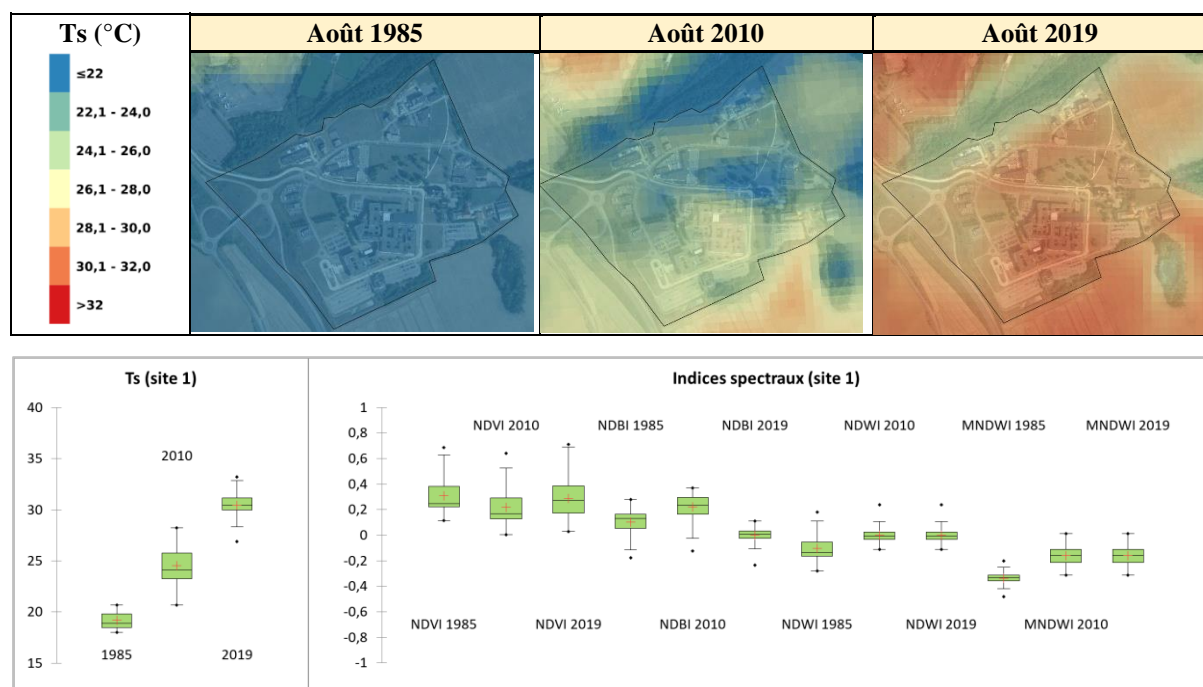 Ts (°C)
Août 1985
Août 2010
Août 2019
≤22
22,1 - 24,0
24,1 - 26,0
26,1 - 28,0
28,1 - 30,0
30,1 - 32,0
>32
Ts (site 1)
40
35
30
25
20
15
2010
1985
2019
Indices spectraux (site 1)
1
0,8
0,6
0,4
0,2
0
-0,2
-0,4
-0,6
-0,8
-1
NDVI 2010
NDBI 1985
NDBI 2019
NDWI 2010
MNDWI 1985
MNDWI 2019
NDVI 1985
NDVI 2019
NDBI 2010
NDWI 1985
NDWI 2019
MNDWI 2010